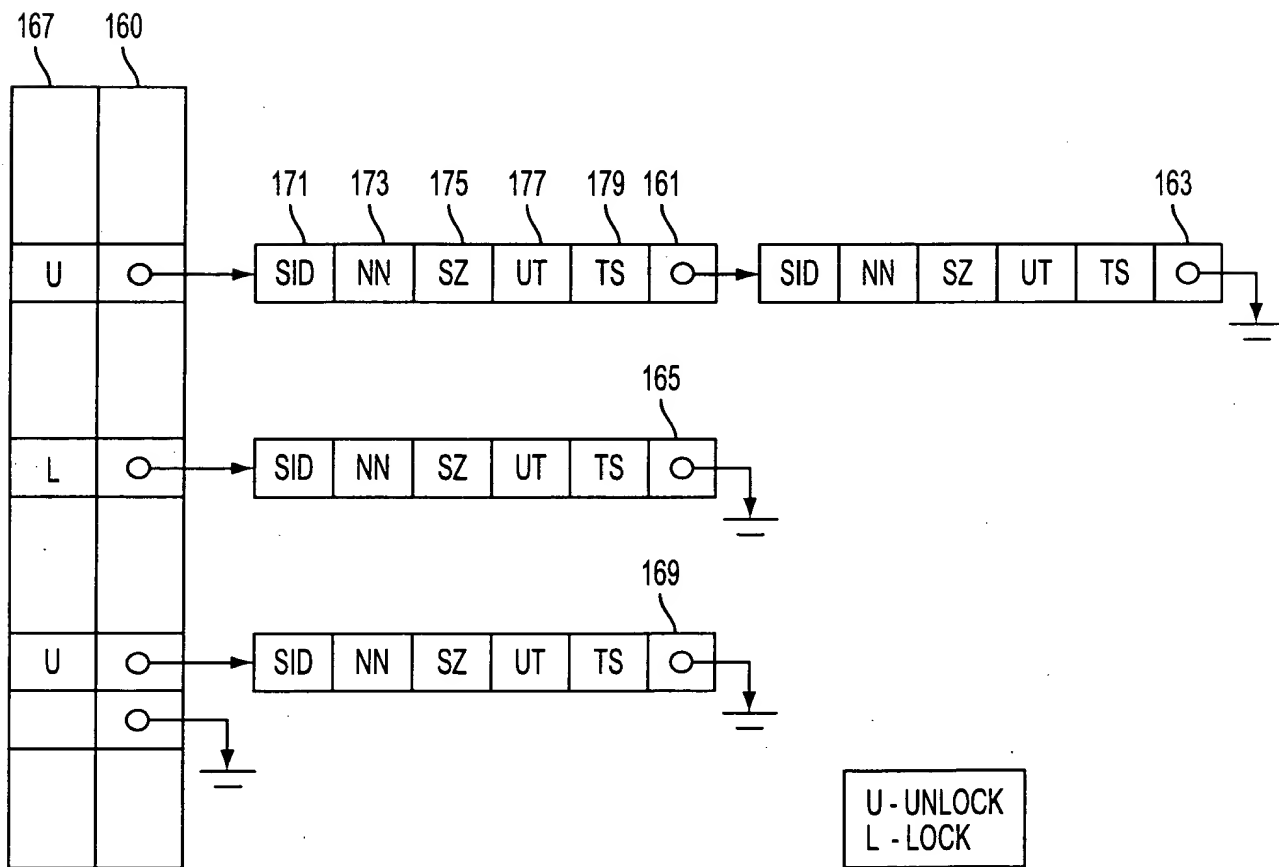 167 160
171 173 175 177 179 161 163
U SID NN SZ UT TS SID NN SZ UT TS
165
L SID NN SZ UT TS
169
U SID NN SZ UT TS
U - UNLOCK
L - LOCK